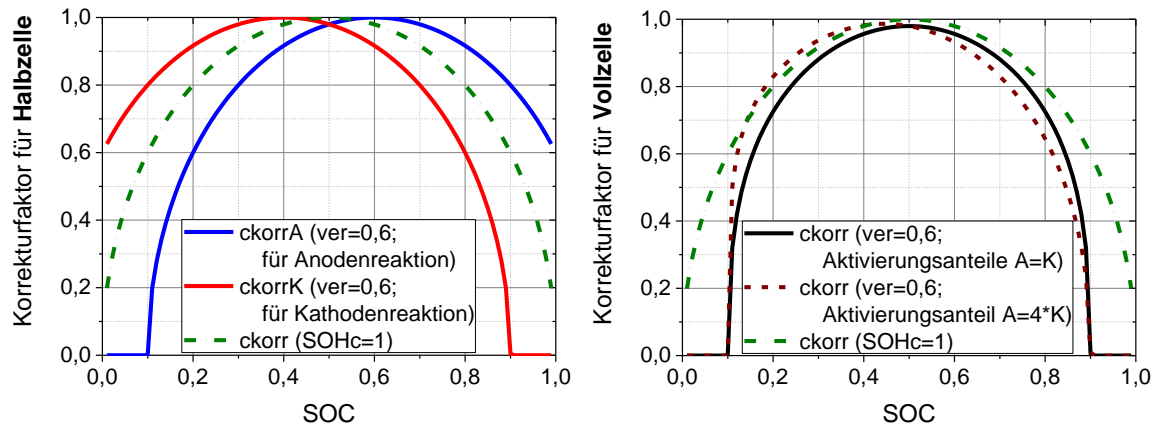 Korrekturfaktor für Halbzelle
1,0
0,8
0,6
0,4
0,2
0,0
ckorrA (ver=0,6;
für Anodenreaktion)
ckorrK (ver=0,6;
für Kathodenreaktion)
ckorr (SOHc=1)
0,0 0,2 0,4 0,6 0,8 1,0
SOC
Korrekturfaktor für Vollzelle
1,0
0,8
0,6
0,4
0,2
0,0
ckorr (ver=0,6;
Aktivierungsanteile A=K)
ckorr (ver=0,6;
Aktivierungsanteil A=4*K)
ckorr (SOHc=1)
0,0 0,2 0,4 0,6 0,8 1,0
SOC